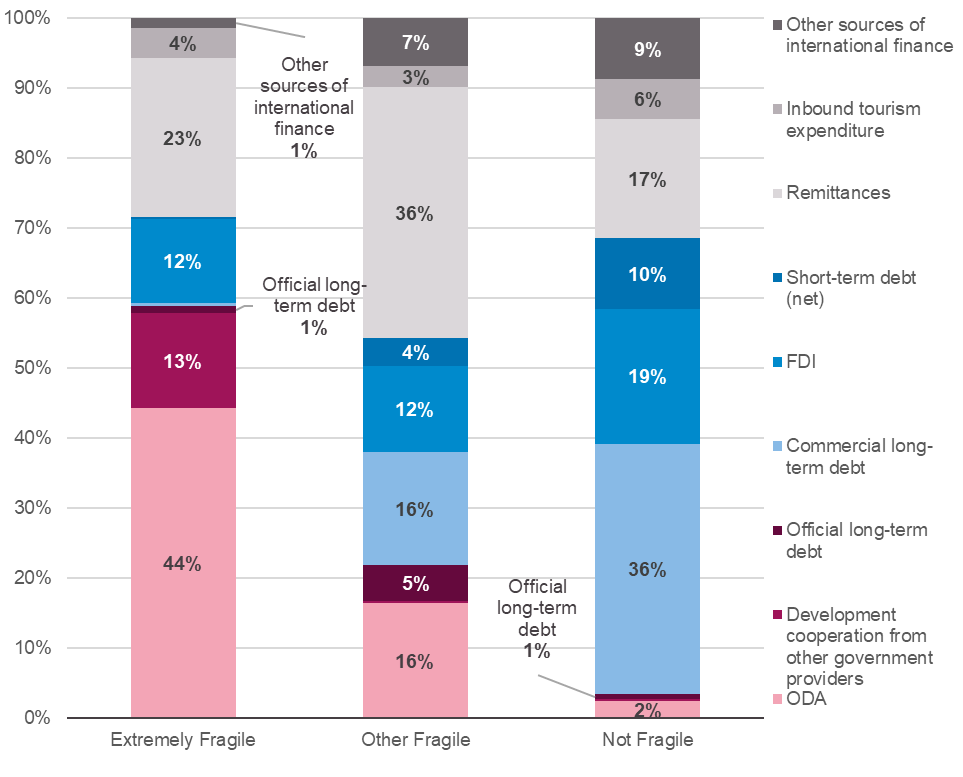 100%
90%
80%
70%
60%
50%
40%
30%
20%
10%
0%
4%
23%
12%
13%
44%
Other
sources of
international
finance
1%
Official long-
term debt
1%
7%
3%
36%
4%
12%
16%
5%
16%
Official
long-term
debt
1%
9%
6%
17%
10%
19%
36%
2%
Extremely Fragile
Other Fragile
Not Fragile
Other sources of
international finance
Inbound tourism
expenditure
Remittances
Short-term debt
(net)
FDI
Commercial long-
term debt
Official long-term
debt
Development
cooperation from
other government
providers
ODA